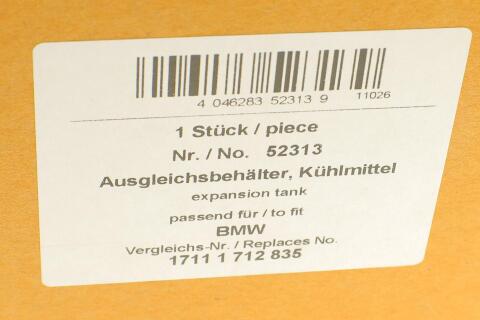 4 046283 52313 9 11026
1 Stück / piece
Nr. / No. 52313
Ausgleichsbehälter, Kühlmittel
expansion tank
passend für / to fit
BMW
Vergleichs-Nr. / Replaces No.
1711 1 712 835